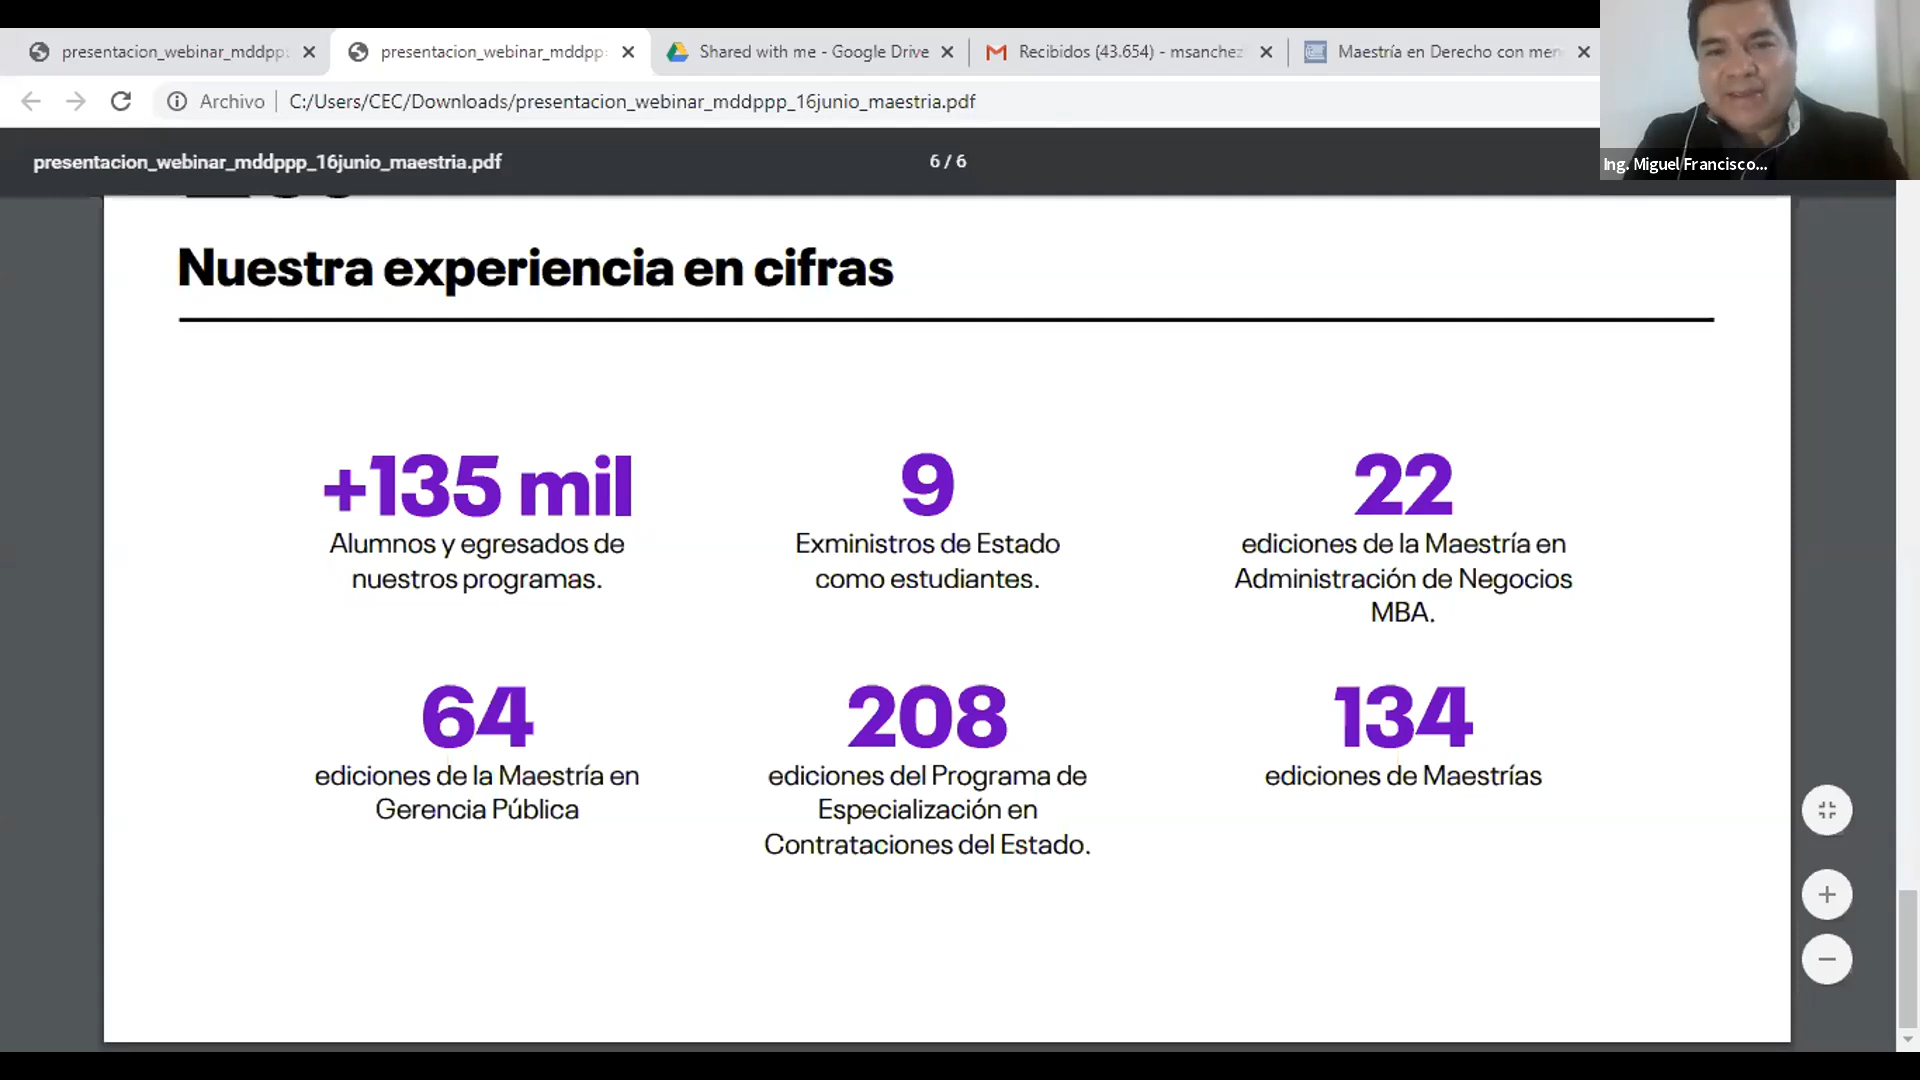 presentacion_webinar_mddpp
presentacion_webinar_mddpp
Shared with me - Google Drive
Recibidos (43.654) - msanchez
Maestría en Derecho con men
Archivo
C:/Users/CEC/Downloads/presentacion_webinar_mddppp_16junio_maestria.pdf
presentacion_webinar_mddppp_16junio_maestria.pdf
6 / 6
Ing. Miguel Francisco...
Nuestra experiencia en cifras
+135 mil
Alumnos y egresados de
nuestros programas.
9
Exministros de Estado
como estudiantes.
22
ediciones de la Maestría en
Administración de Negocios
MBA.
64
ediciones de la Maestría en
Gerencia Pública
208
ediciones del Programa de
Especialización en
Contrataciones del Estado.
134
ediciones de Maestrías